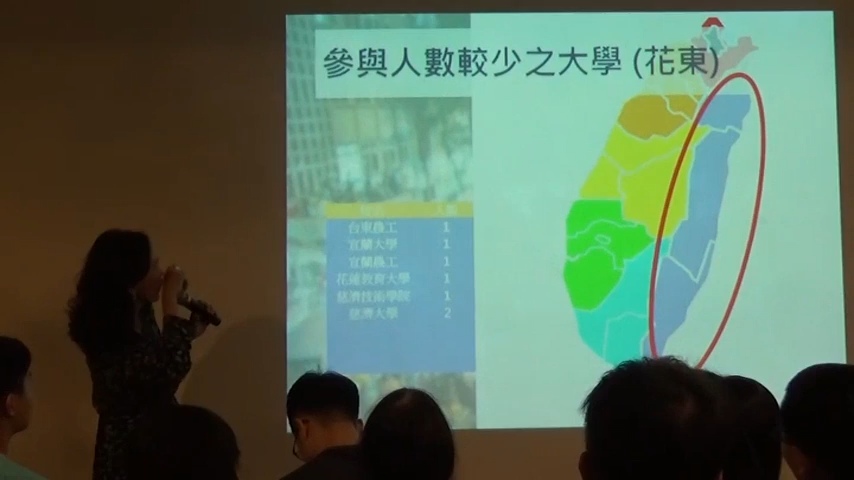 參與人數較少之大學 (花東)
台東農工 1
宜蘭大學 1
宜蘭農工 1
花蓮教育大學 1
慈濟技術學院 1
慈濟大學 2